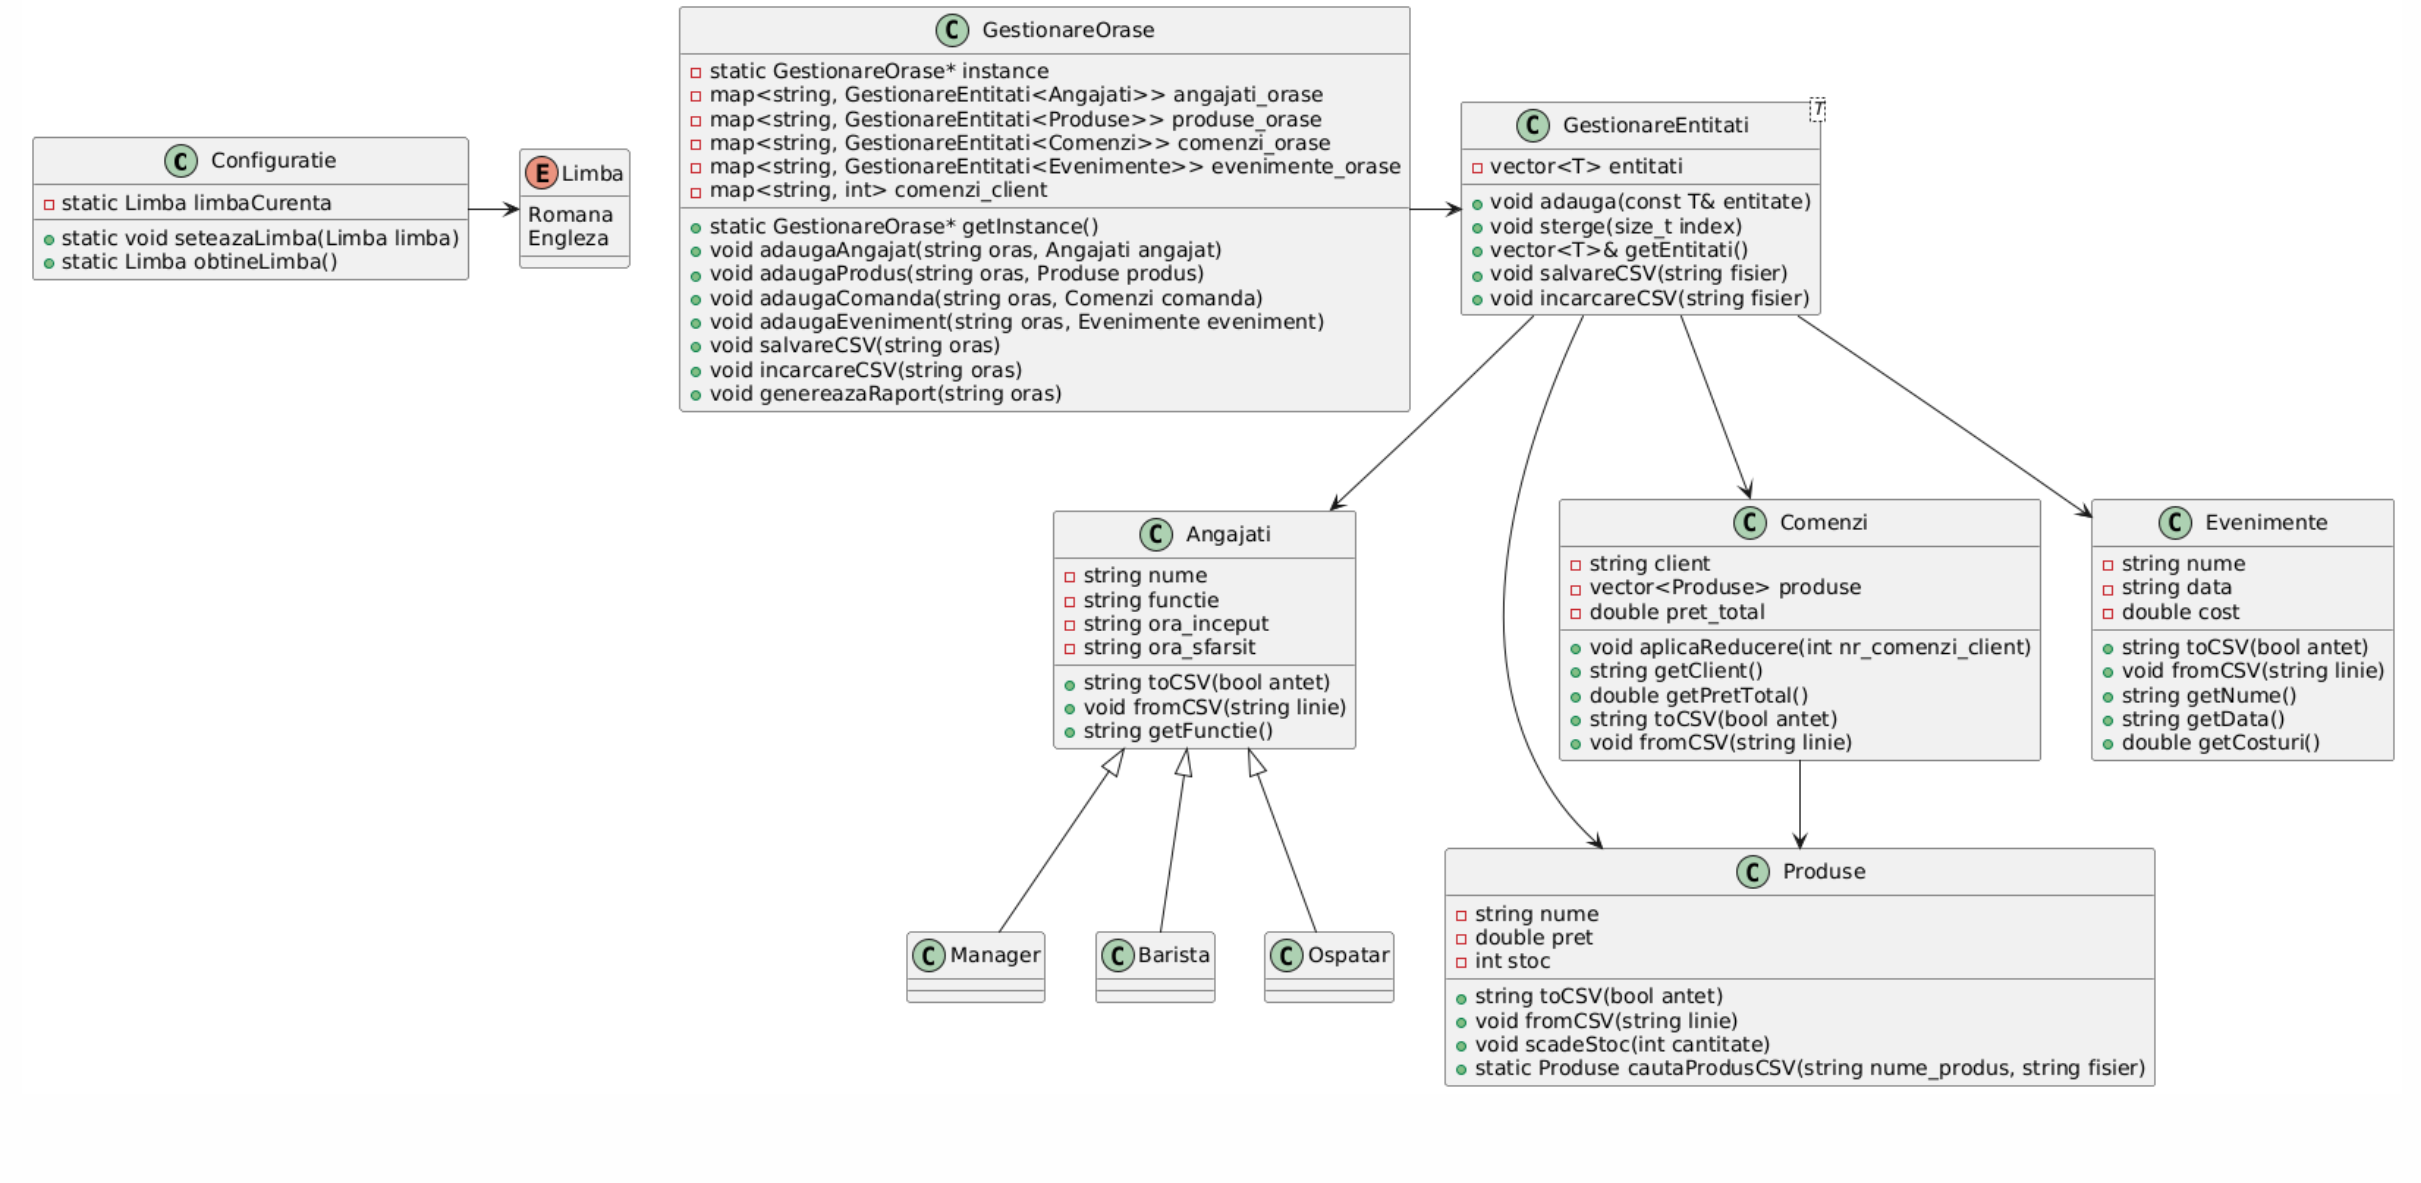 C Configuratie
static Limba limbaCurenta
static void seteazaLimba(Limba limba)
static Limba obtineLimba()
E Limba
Romana
Engleza
C GestionareOrase
static GestionareOrase* instance
map<string, GestionareEntitati<Angajati>> angajati_orase
map<string, GestionareEntitati<Produse>> produse_orase
map<string, GestionareEntitati<Comenzi>> comenzi_orase
map<string, GestionareEntitati<Evenimente>> evenimente_orase
map<string, int> comenzi_client
static GestionareOrase* getInstance()
void adaugaAngajat(string oras, Angajati angajat)
void adaugaProdus(string oras, Produse produs)
void adaugaComanda(string oras, Comenzi comanda)
void adaugaEveniment(string oras, Evenimente eveniment)
void salvareCSV(string oras)
void incarcareCSV(string oras)
void genereazaRaport(string oras)
T
C GestionareEntitati
vector<T> entitati
void adauga(const T& entitate)
void sterge(size_t index)
vector<T>& getEntitati()
void salvareCSV(string fisier)
void incarcareCSV(string fisier)
C Angajati
string nume
string functie
string ora_inceput
string ora_sfarsit
string toCSV(bool antet)
void fromCSV(string linie)
string getFunctie()
C Comenzi
string client
vector<Produse> produse
double pret_total
void aplicaReducere(int nr_comenzi_client)
string getClient()
double getPretTotal()
string toCSV(bool antet)
void fromCSV(string linie)
C Evenimente
string nume
string data
double cost
string toCSV(bool antet)
void fromCSV(string linie)
string getNume()
string getData()
double getCosturi()
C Manager
C Barista
C Ospatar
C Produse
string nume
double pret
int stoc
string toCSV(bool antet)
void fromCSV(string linie)
void scadeStoc(int cantitate)
static Produse cautaProdusCSV(string nume_produs, string fisier)